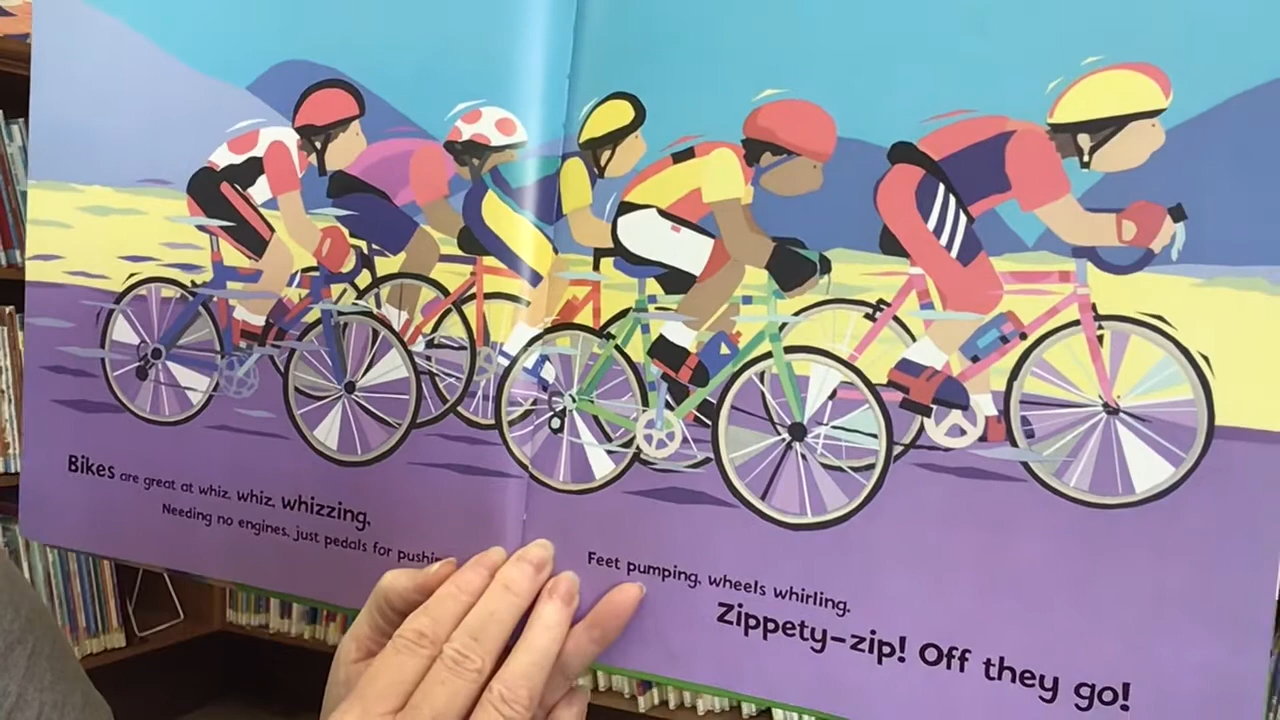 Bikes are great at whiz, whiz, whizzing,
Needing no engines, just pedals for
Feet pumping, wheels whirling.
Zippety-zip! Off they go!